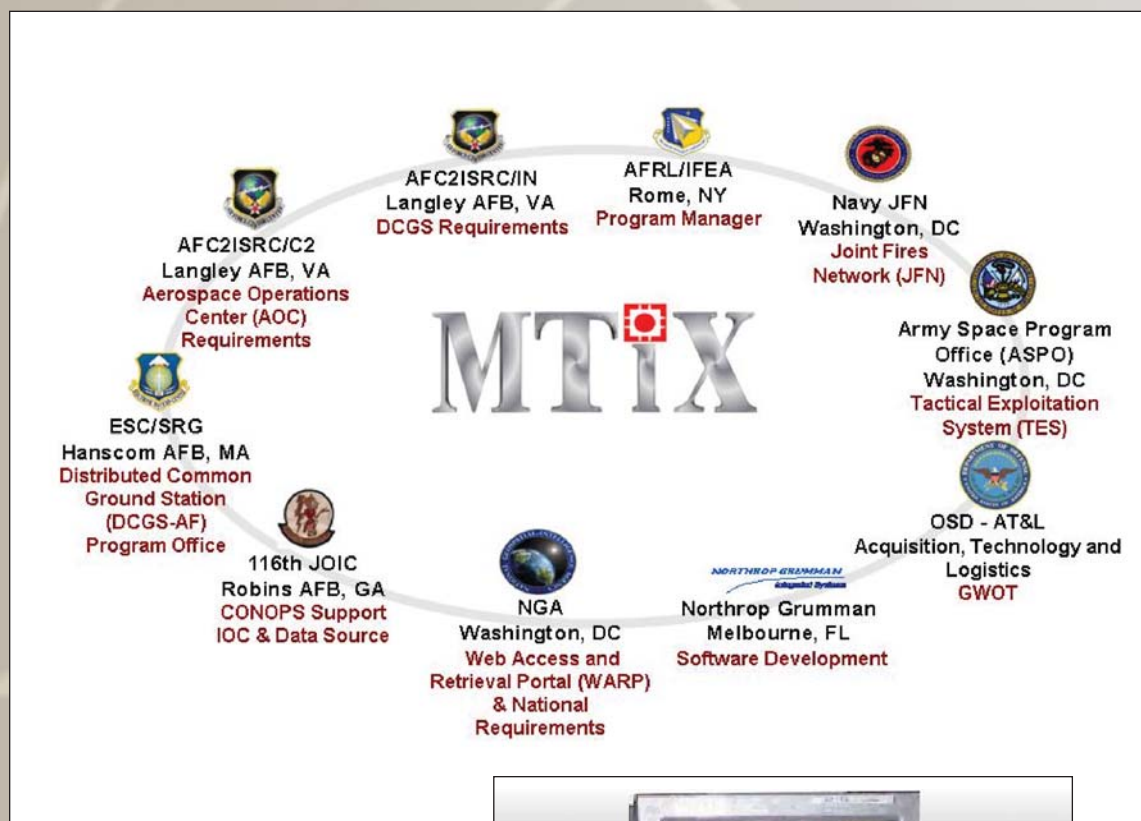 AFC2ISRC/C2
Langley AFB, VA
Aerospace Operations
Center (AOC)
Requirements
AFC2ISRC/IN
Langley AFB, VA
DCGS Requirements
AFRL/IFEA
Rome, NY
Program Manager
Navy JFN
Washington, DC
Joint Fires
Network (JFN)
Army Space Program
Office (ASPO)
Washington, DC
Tactical Exploitation
System (TES)
MTiX
ESC/SRG
Hanscom AFB, MA
Distributed Common
Ground Station
(DCGS-AF)
Program Office
116th JOIC
Robins AFB, GA
CONOPS Support
IOC & Data Source
NGA
Washington, DC
Web Access and
Retrieval Portal (WARP)
& National
Requirements
NORTHROP GRUMMAN
Integrated Systems
Northrop Grumman
Melbourne, FL
Software Development
OSD - AT&L
Acquisition, Technology and
Logistics
GWOT